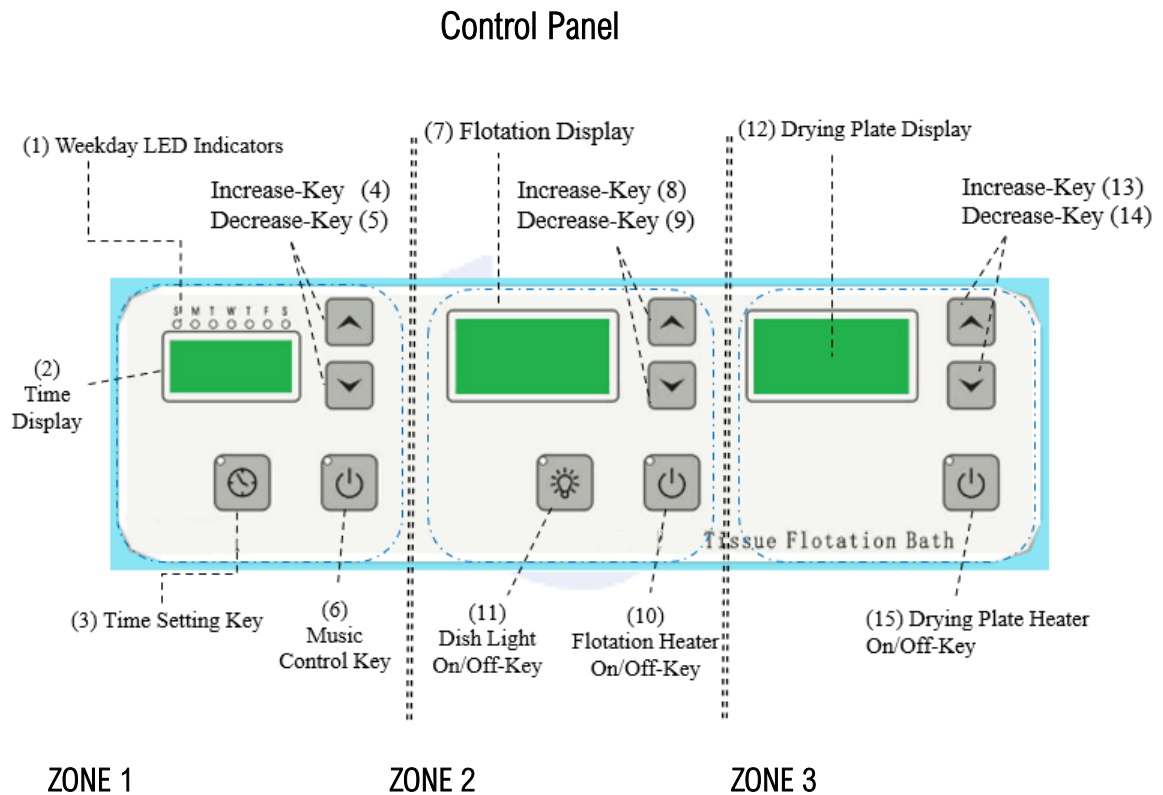 Control Panel
(1) Weekday LED Indicators
(7) Flotation Display
(12) Drying Plate Display
Increase-Key (4)
Decrease-Key (5)
Increase-Key (8)
Decrease-Key (9)
Increase-Key (13)
Decrease-Key (14)
S M T W T F S
(2)
Time
Display
Tissue Flotation Bath
(3) Time Setting Key
(6)
Music
Control Key
(11)
Dish Light
On/Off-Key
(10)
Flotation Heater
On/Off-Key
(15) Drying Plate Heater
On/Off-Key
ZONE 1
ZONE 2
ZONE 3